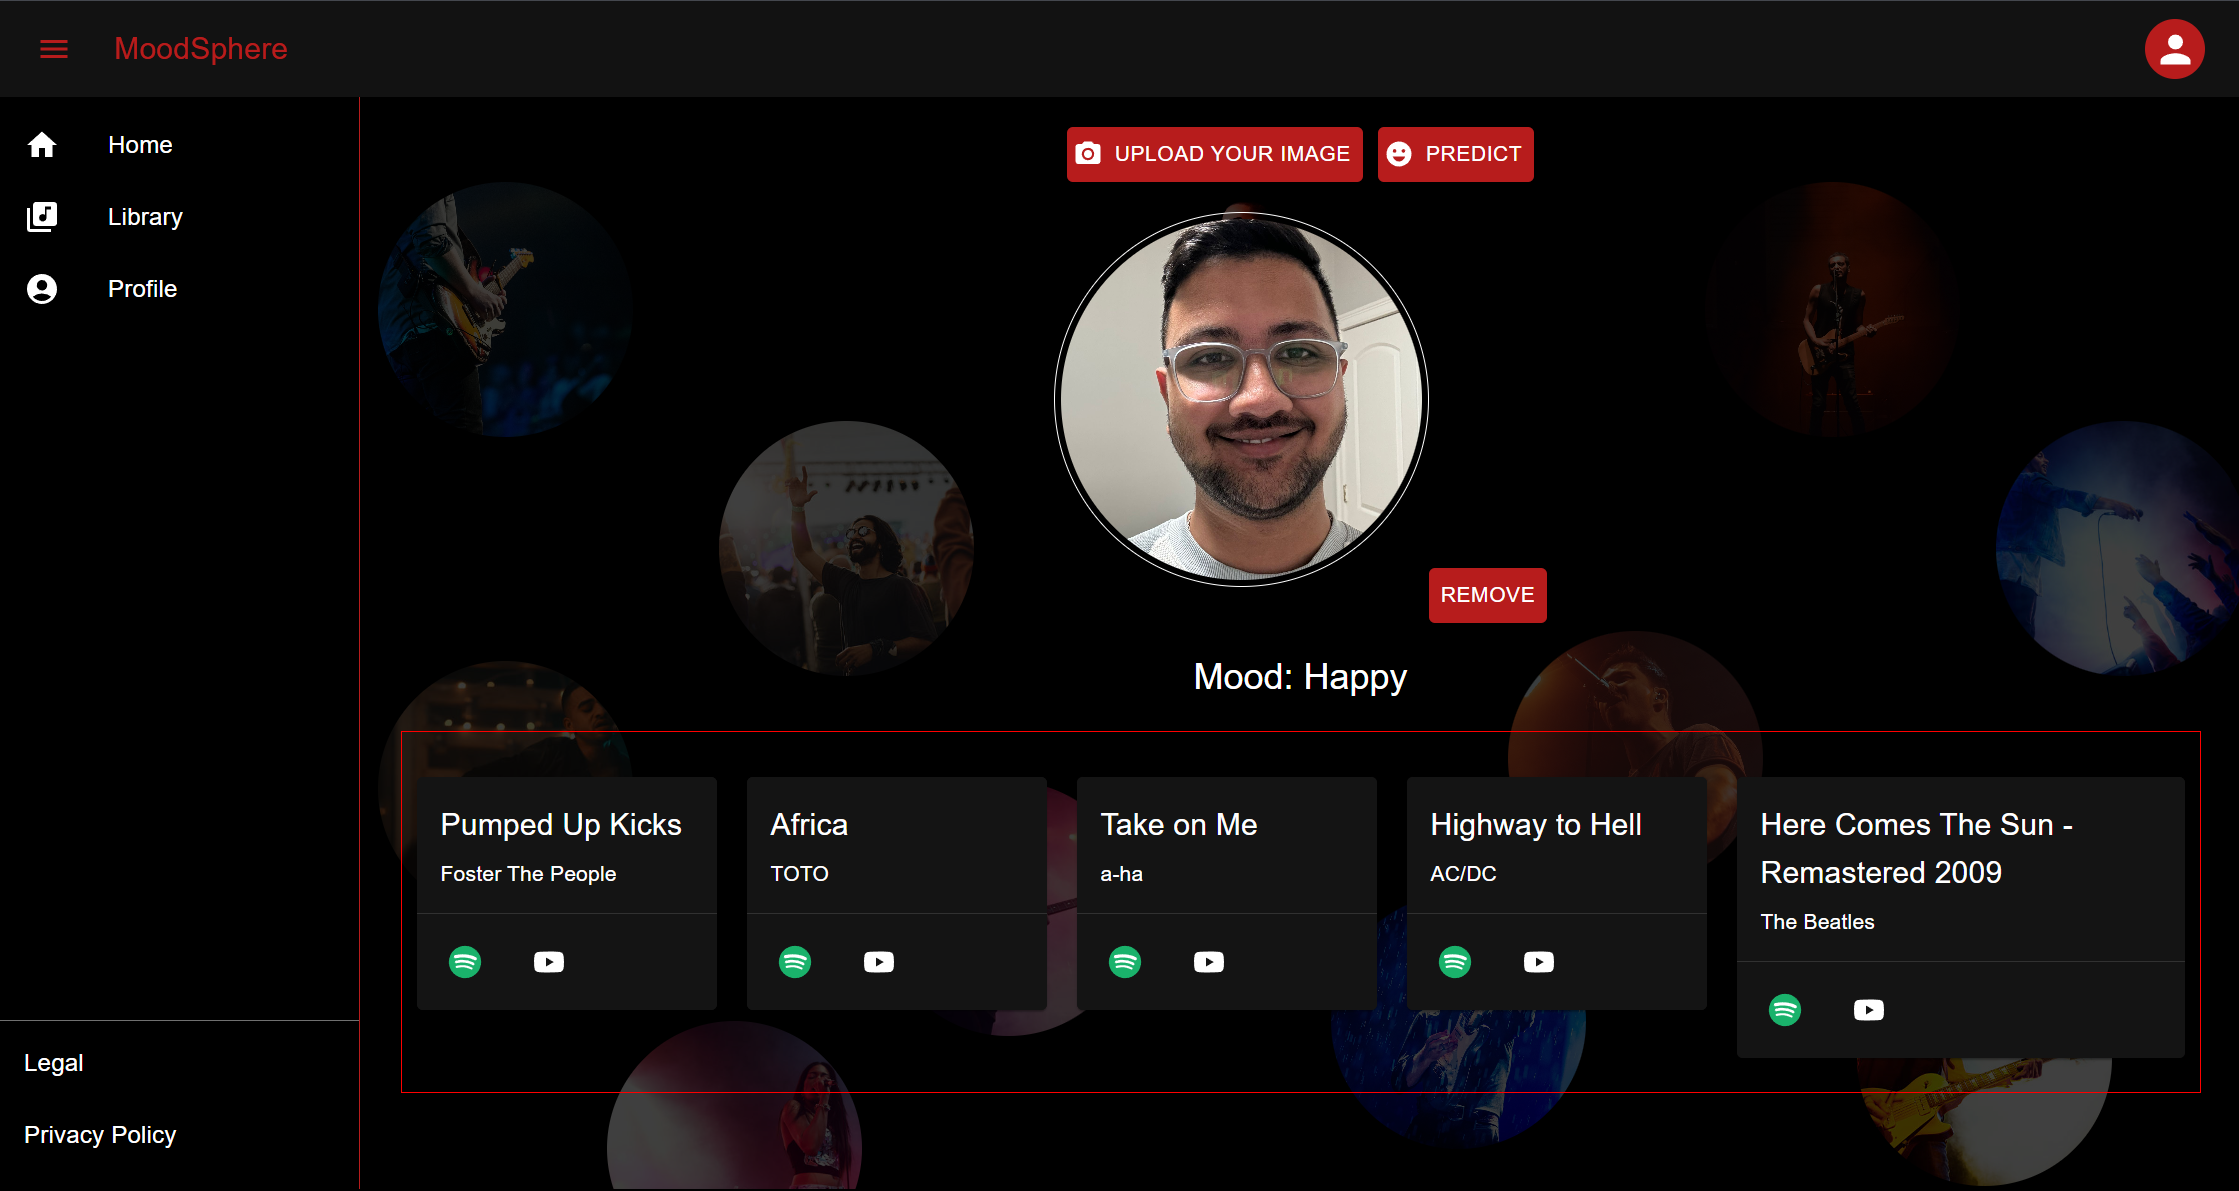 MoodSphere
Home
Library
Profile
UPLOAD YOUR IMAGE
PREDICT
REMOVE
Mood: Happy
Pumped Up Kicks
Foster The People
Africa
TOTO
Take on Me
a-ha
Highway to Hell
AC/DC
Here Comes The Sun -
Remastered 2009
The Beatles
Legal
Privacy Policy